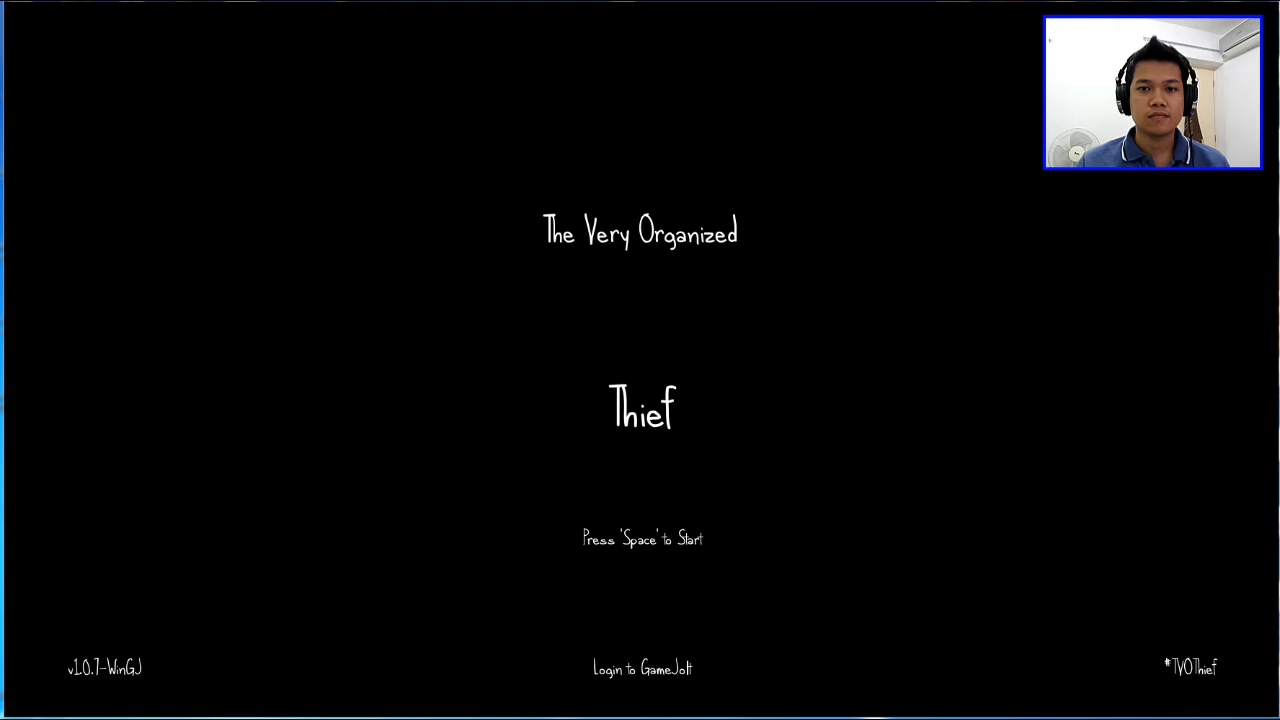 The Very Organized
Thief
Press 'Space' to Start
v1.0.7-WinGJ
Login to GameJolt
#TVOThief